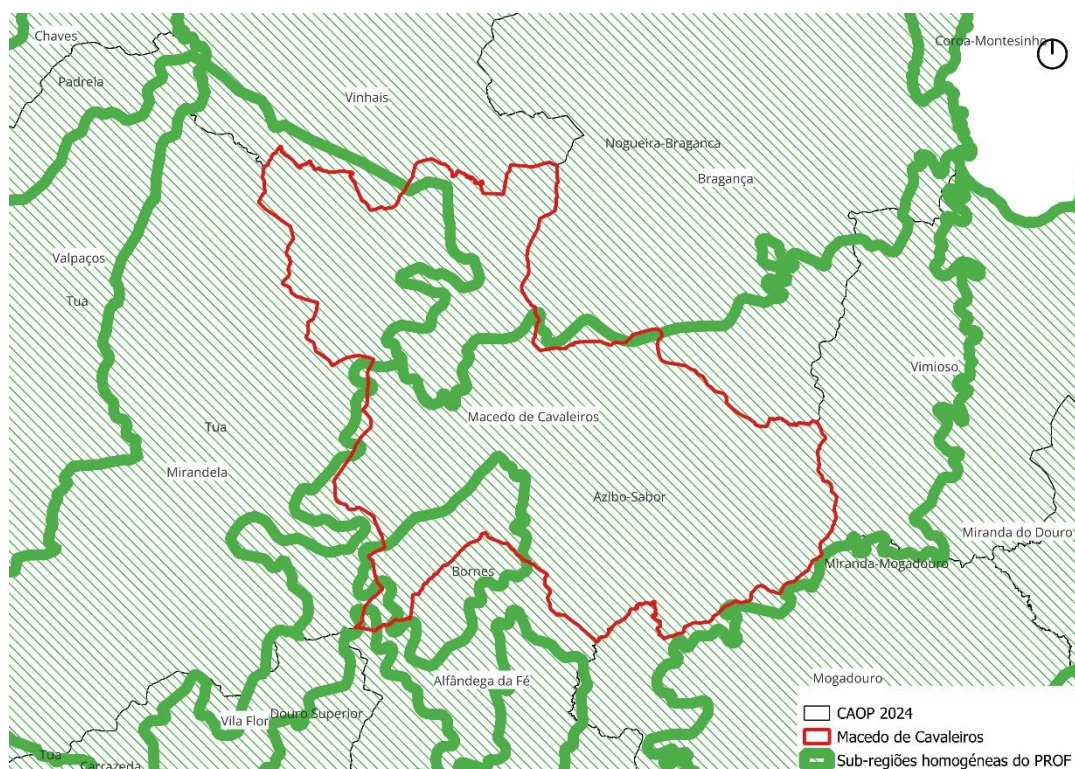 Chaves
Coroa-Montesinho
Padrela
Vinhais
Nogueira-Braganca
Bragança
Valpaços
Tua
Vimioso
Macedo de Cavaleiros
Tua
Mirandela
Azibo-Sabor
Miranda do Douro
Miranda-Mogadouro
Bornes
Alfândega da Fé
Mogadouro
Vila Flor
Douro Superior
Tua
Carrazeda
CAOP 2024
Macedo de Cavaleiros
Sub-regiões homogéneas do PROF